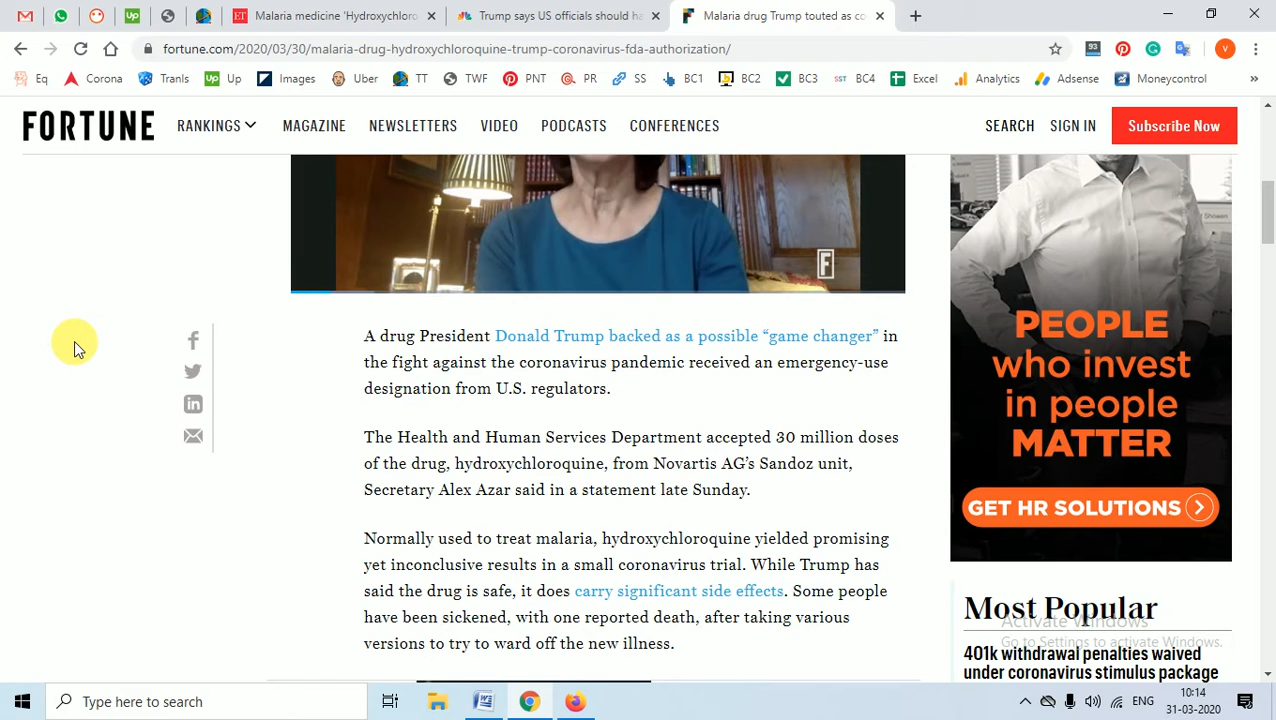 Malaria medicine 'Hydroxychloro
Trump says US officials should ha
Malaria drug Trump touted as co
fortune.com/2020/03/30/malaria-drug-hydroxychloroquine-trump-coronavirus-fda-authorization/
93
V
Eq Corona Transls Up Images Uber TT TWF PNT PR SS BC1 BC2 BC3 BC4 Excel Analytics Adsense Moneycontrol »
FORTUNE RANKINGS MAGAZINE NEWSLETTERS VIDEO PODCASTS CONFERENCES SEARCH SIGN IN Subscribe Now
F
A drug President Donald Trump backed as a possible “game changer” in
the fight against the coronavirus pandemic received an emergency-use
designation from U.S. regulators.
The Health and Human Services Department accepted 30 million doses
of the drug, hydroxychloroquine, from Novartis AG’s Sandoz unit,
Secretary Alex Azar said in a statement late Sunday.
Normally used to treat malaria, hydroxychloroquine yielded promising
yet inconclusive results in a small coronavirus trial. While Trump has
said the drug is safe, it does carry significant side effects. Some people
have been sickened, with one reported death, after taking various
versions to try to ward off the new illness.
PEOPLE
who invest
in people
MATTER
GET HR SOLUTIONS
Most Popular
Activate Windows
Go to Settings to activate Windows.
401k withdrawal penalties waived
under coronavirus stimulus package
Type here to search
ENG
10:14
31-03-2020